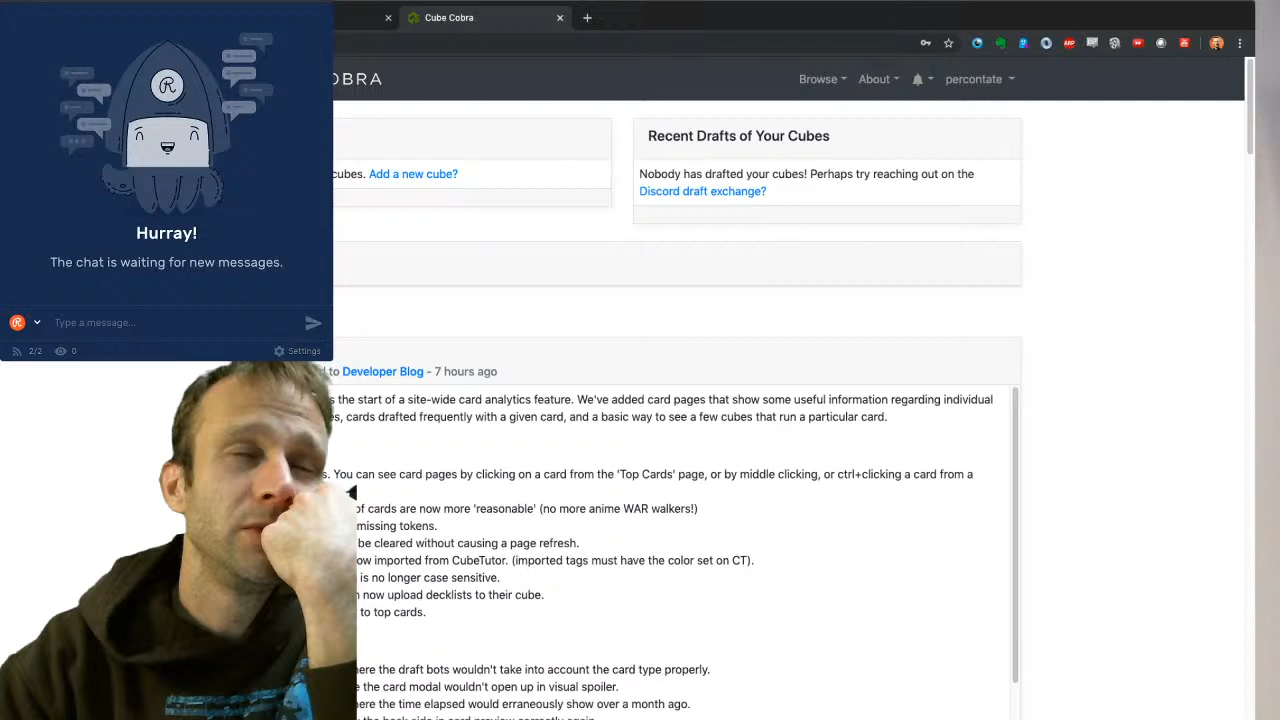 Cube Cobra
OBRA
Browse
About
percontate
Hurray!
The chat is waiting for new messages.
Type a message...
2/2
0
Settings
cubes. Add a new cube?
Recent Drafts of Your Cubes
Nobody has drafted your cubes! Perhaps try reaching out on the
Discord draft exchange?
to Developer Blog - 7 hours ago
s the start of a site-wide card analytics feature. We've added card pages that show some useful information regarding individual
es, cards drafted frequently with a given card, and a basic way to see a few cubes that run a particular card.
s. You can see card pages by clicking on a card from the 'Top Cards' page, or by middle clicking, or ctrl+clicking a card from a
of cards are now more 'reasonable' (no more anime WAR walkers!)
missing tokens.
be cleared without causing a page refresh.
ow imported from CubeTutor. (imported tags must have the color set on CT).
is no longer case sensitive.
n now upload decklists to their cube.
to top cards.
here the draft bots wouldn't take into account the card type properly.
e the card modal wouldn't open up in visual spoiler.
here the time elapsed would erraneously show over a month ago.